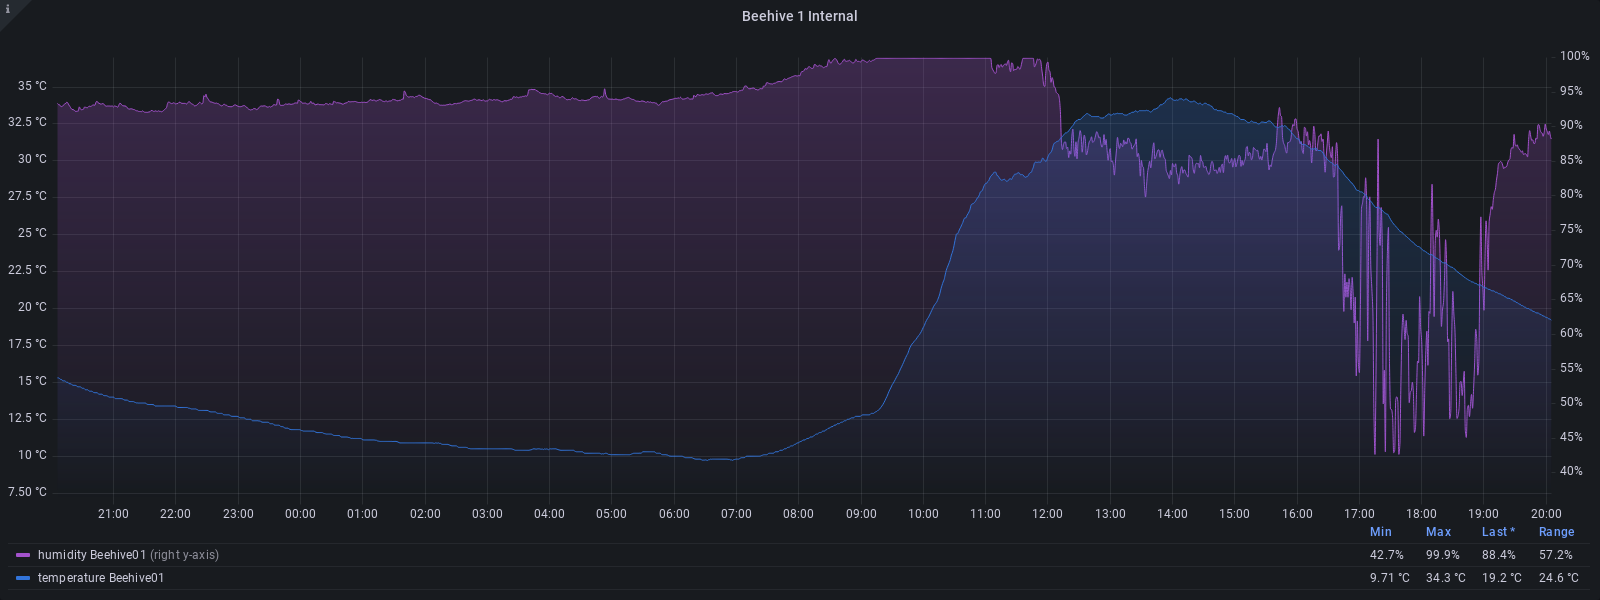 i
Beehive 1 Internal
35 °C
32.5 °C
30 °C
27.5 °C
25 °C
22.5 °C
20 °C
17.5 °C
15 °C
12.5 °C
10 °C
7.50 °C
100%
95%
90%
85%
80%
75%
70%
65%
60%
55%
50%
45%
40%
21:00 22:00 23:00 00:00 01:00 02:00 03:00 04:00 05:00 06:00 07:00 08:00 09:00 10:00 11:00 12:00 13:00 14:00 15:00 16:00 17:00 18:00 19:00 20:00
Min Max Last * Range
humidity Beehive01 (right y-axis) 42.7% 99.9% 88.4% 57.2%
temperature Beehive01 9.71 °C 34.3 °C 19.2 °C 24.6 °C